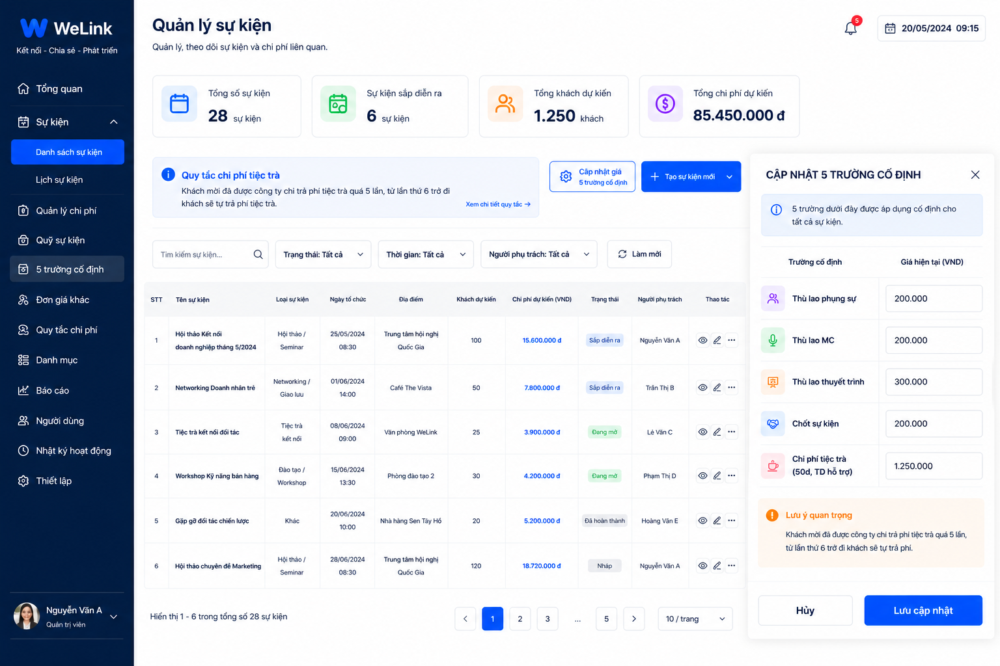 WeLink
Kết nối - Chia sẻ - Phát triển
Tổng quan
Sự kiện
Danh sách sự kiện
Lịch sự kiện
Quản lý chi phí
Quỹ sự kiện
5 trường cố định
Đơn giá khác
Quy tắc chi phí
Danh mục
Báo cáo
Người dùng
Nhật ký hoạt động
Thiết lập
Nguyễn Văn A
Quản trị viên
Quản lý sự kiện
Quản lý, theo dõi sự kiện và chi phí liên quan.
5
20/05/2024 09:15
Tổng số sự kiện
28 sự kiện
Sự kiện sắp diễn ra
6 sự kiện
Tổng khách dự kiến
1.250 khách
Tổng chi phí dự kiến
85.450.000 đ
Quy tắc chi phí tiệc trà
Khách mời đã được công ty chi trả phí tiệc trà quá 5 lần, từ lần thứ 6 trở đi
khách sẽ tự trả phí tiệc trà.
Xem chi tiết quy tắc →
Cập nhật giá
5 trường cố định
Tạo sự kiện mới
Tìm kiếm sự kiện...
Trạng thái: Tất cả
Thời gian: Tất cả
Người phụ trách: Tất cả
Làm mới
STT Tên sự kiện Loại sự kiện Ngày tổ chức Địa điểm Khách dự kiến Chi phí dự kiến (VND) Trạng thái Người phụ trách Thao tác
1 Hội thảo Kết nối doanh nghiệp tháng 5/2024 Hội thảo / Seminar 25/05/2024 08:30 Trung tâm hội nghị Quốc Gia 100 15.600.000 đ Sắp diễn ra Nguyễn Văn A
2 Networking Doanh nhân trẻ Networking / Giao lưu 01/06/2024 14:00 Café The Vista 50 7.800.000 đ Sắp diễn ra Trần Thị B
3 Tiệc trà kết nối đối tác Tiệc trà kết nối 08/06/2024 09:00 Văn phòng WeLink 25 3.900.000 đ Đang mở Lê Văn C
4 Workshop Kỹ năng bán hàng Đào tạo / Workshop 15/06/2024 13:30 Phòng đào tạo 2 30 4.200.000 đ Đang mở Phạm Thị D
5 Gặp gỡ đối tác chiến lược Khác 20/06/2024 10:00 Nhà hàng Sen Tây Hồ 20 5.200.000 đ Đã hoàn thành Hoàng Văn E
6 Hội thảo chuyên đề Marketing Hội thảo / Seminar 28/06/2024 08:30 Trung tâm hội nghị Quốc Gia 120 18.720.000 đ Nháp Nguyễn Văn A
Hiển thị 1 - 6 trong tổng số 28 sự kiện
1 2 3 ... 5
10 / trang
CẬP NHẬT 5 TRƯỜNG CỐ ĐỊNH
5 trường dưới đây được áp dụng cố định cho
tất cả sự kiện.
Trường cố định Giá hiện tại (VND)
Thù lao phụng sự 200.000
Thù lao MC 200.000
Thù lao thuyết trình 300.000
Chốt sự kiện 200.000
Chi phí tiệc trà
(50d, TD hỗ trợ) 1.250.000
Lưu ý quan trọng
Khách mời đã được công ty chi trả phí tiệc trà quá 5 lần,
từ lần thứ 6 trở đi khách sẽ tự trả phí.
Hủy
Lưu cập nhật